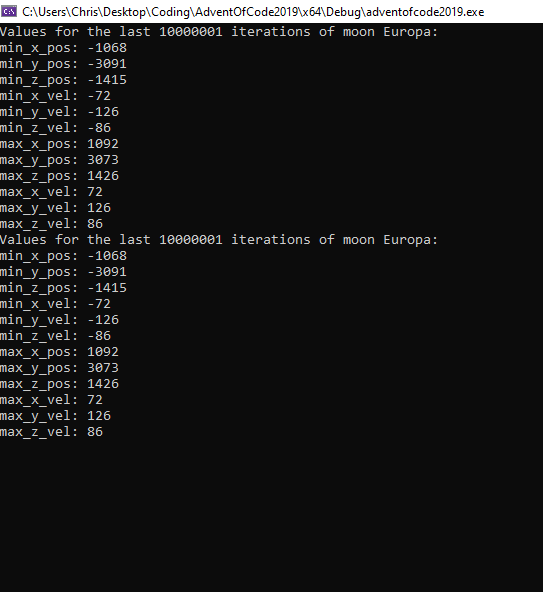 C:\Users\Chris\Desktop\Coding\AdventOfCode2019\x64\Debug\adventofcode2019.exe
Values for the last 10000001 iterations of moon Europa:
min_x_pos: -1068
min_y_pos: -3091
min_z_pos: -1415
min_x_vel: -72
min_y_vel: -126
min_z_vel: -86
max_x_pos: 1092
max_y_pos: 3073
max_z_pos: 1426
max_x_vel: 72
max_y_vel: 126
max_z_vel: 86
Values for the last 10000001 iterations of moon Europa:
min_x_pos: -1068
min_y_pos: -3091
min_z_pos: -1415
min_x_vel: -72
min_y_vel: -126
min_z_vel: -86
max_x_pos: 1092
max_y_pos: 3073
max_z_pos: 1426
max_x_vel: 72
max_y_vel: 126
max_z_vel: 86